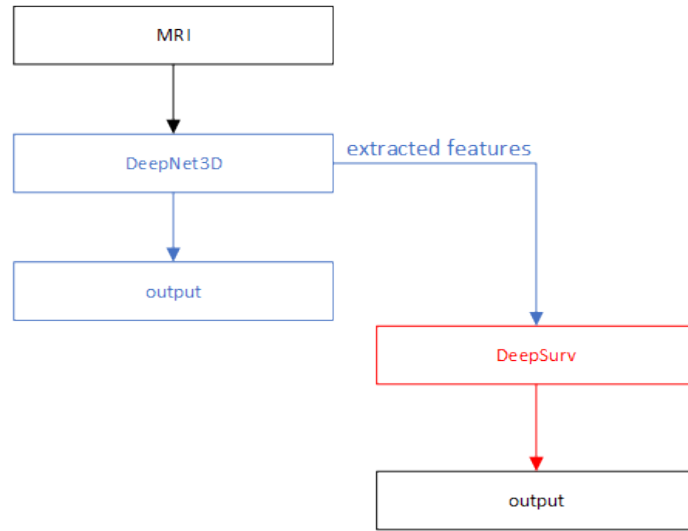 MRI
DeepNet3D
extracted features
output
DeepSurv
output